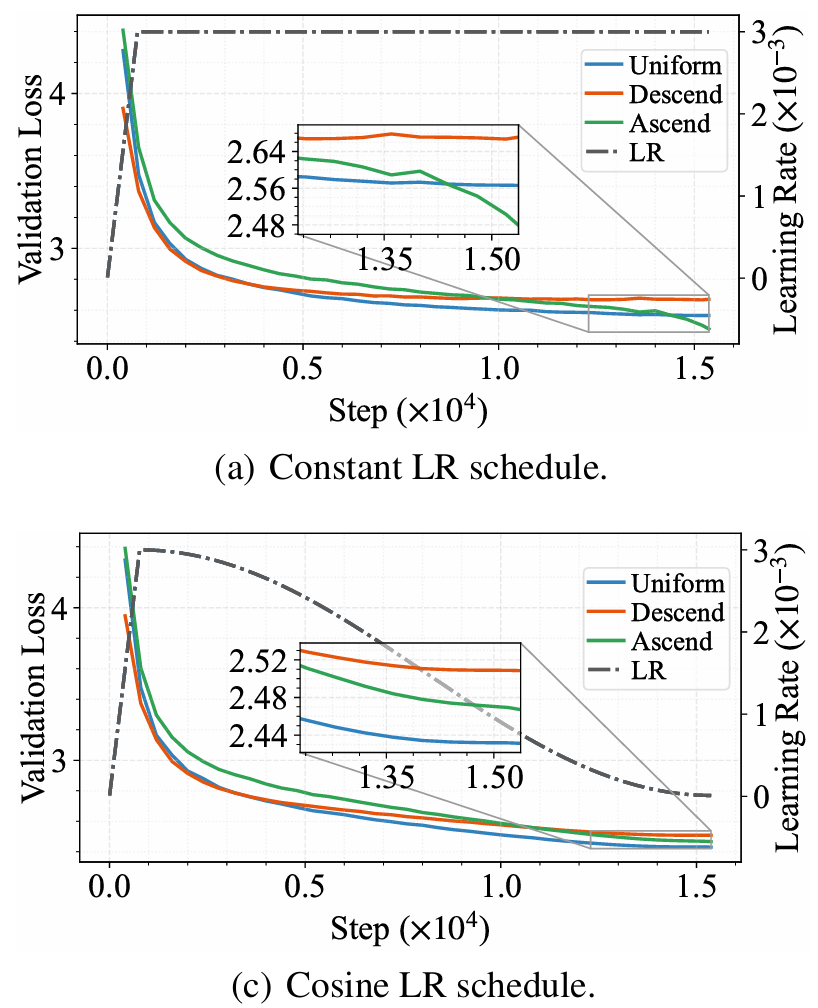 Validation Loss
4
3
Uniform
Descend
Ascend
LR
2.64
2.56
2.48
1.35
1.50
3
2
1
0
Learning Rate (×10⁻³)
0.0
0.5
1.0
1.5
Step (×10⁴)
(a) Constant LR schedule.
Validation Loss
4
3
Uniform
Descend
Ascend
LR
2.52
2.48
2.44
1.35
1.50
3
2
1
0
Learning Rate (×10⁻³)
0.0
0.5
1.0
1.5
Step (×10⁴)
(c) Cosine LR schedule.